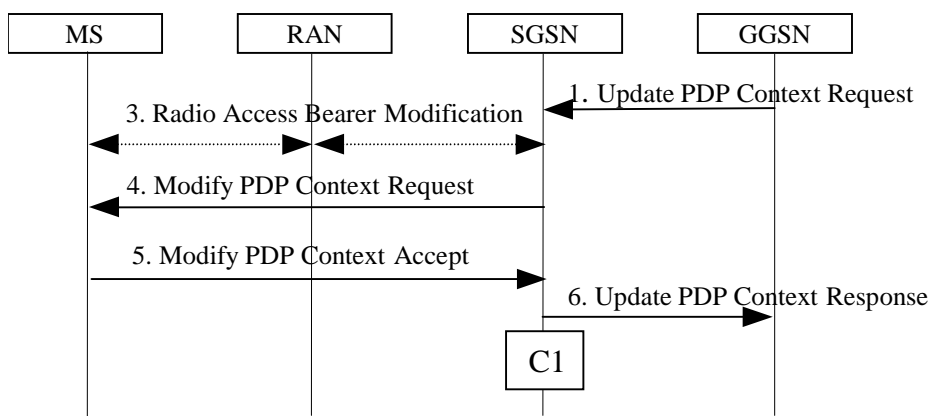 MS
RAN
SGSN
GGSN
1. Update PDP Context Request
3. Radio Access Bearer Modification
4. Modify PDP Context Request
5. Modify PDP Context Accept
6. Update PDP Context Response
C1